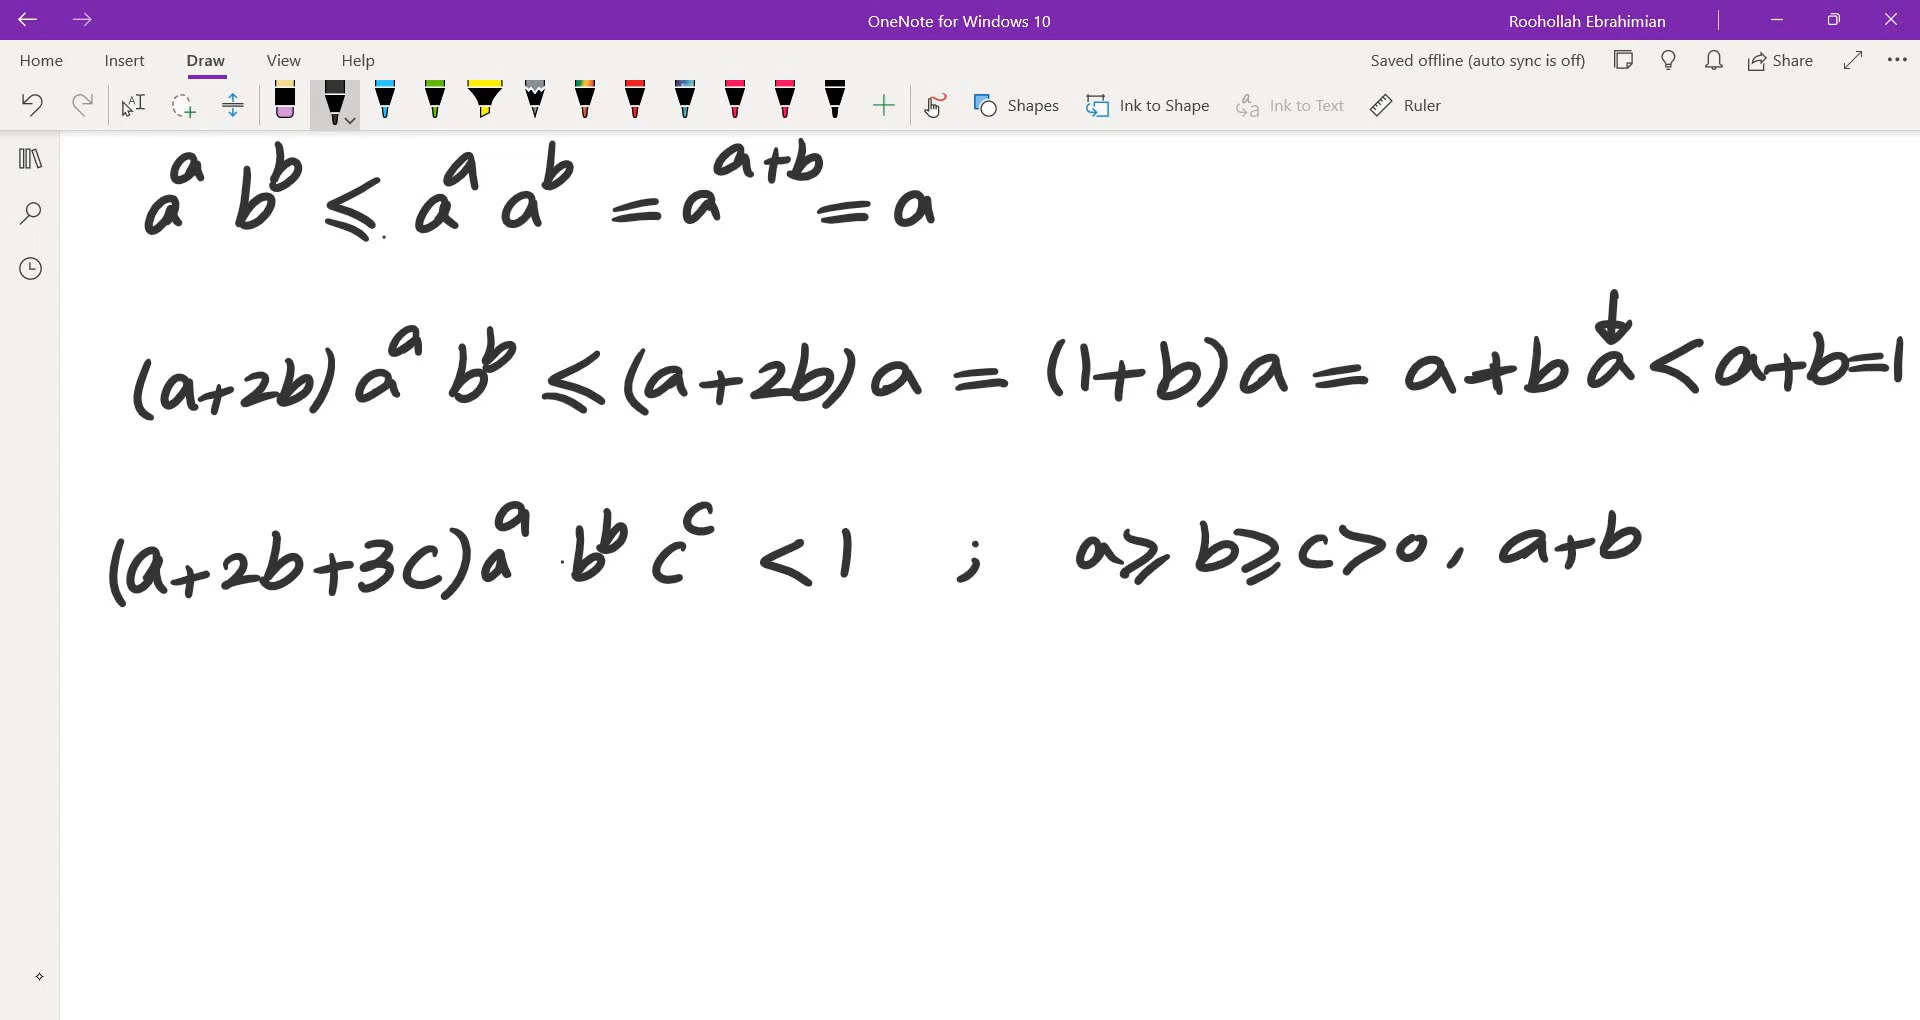 OneNote for Windows 10
Roohollah Ebrahimian
Home Insert Draw View Help
Saved offline (auto sync is off) Share
Shapes Ink to Shape Ink to Text Ruler
a^a b^b ⩽ a^a a^b = a^{a+b} = a
(a+2b) a^a b^b ⩽ (a+2b) a = (1+b) a = a+b a < a+b=1
(a+2b+3c) a^a b^b c^c < 1 ; a⩾b⩾c>0, a+b